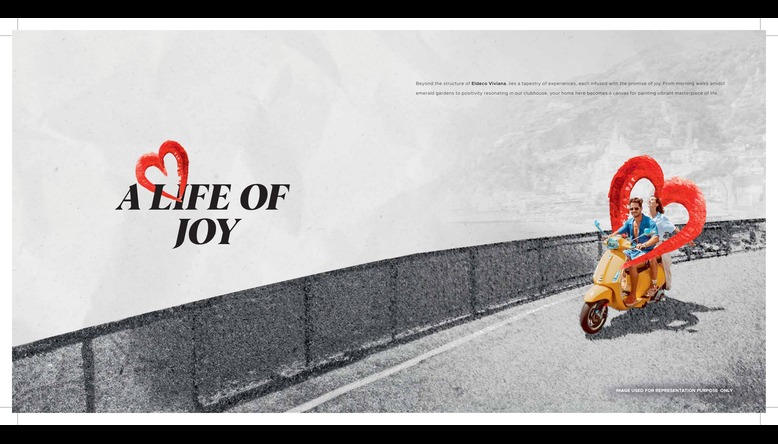 Beyond the structure of Eldeco Viviana, lies a tapestry of experiences, each infused with the promise of joy. From morning walks amidst
emerald gardens to positivity resonating in our clubhouse, your home here becomes a canvas for painting vibrant masterpiece of life.
A LIFE OF
JOY
IMAGE USED FOR REPRESENTATION PURPOSE ONLY